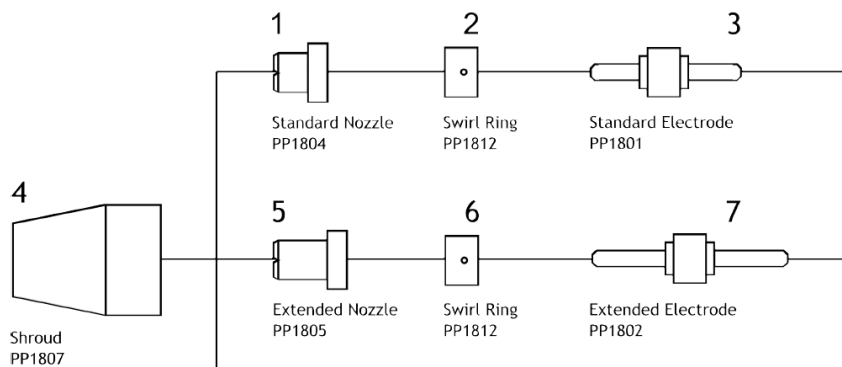 1
2
3
Standard Nozzle
PP1804
Swirl Ring
PP1812
Standard Electrode
PP1801
4
5
6
7
Shroud
PP1807
Extended Nozzle
PP1805
Swirl Ring
PP1812
Extended Electrode
PP1802